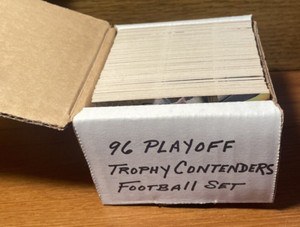 96 PLAYOFF
TROPHY CONTENDERS
FOOTBALL SET